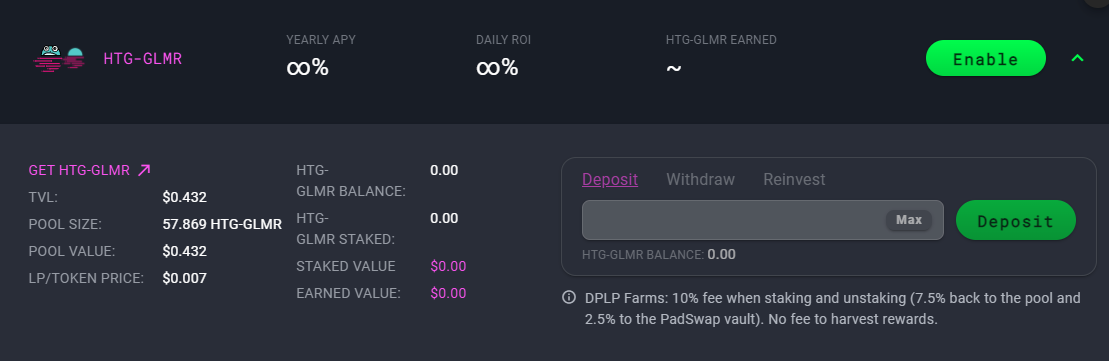 HTG-GLMR
YEARLY APY
∞%
DAILY ROI
∞%
HTG-GLMR EARNED
~
Enable
GET HTG-GLMR
TVL: $0.432
POOL SIZE: 57.869 HTG-GLMR
POOL VALUE: $0.432
LP/TOKEN PRICE: $0.007
HTG- 0.00
GLMR BALANCE:
HTG- 0.00
GLMR STAKED:
STAKED VALUE $0.00
EARNED VALUE: $0.00
Deposit Withdraw Reinvest
Max
Deposit
HTG-GLMR BALANCE: 0.00
DPLP Farms: 10% fee when staking and unstaking (7.5% back to the pool and
2.5% to the PadSwap vault). No fee to harvest rewards.